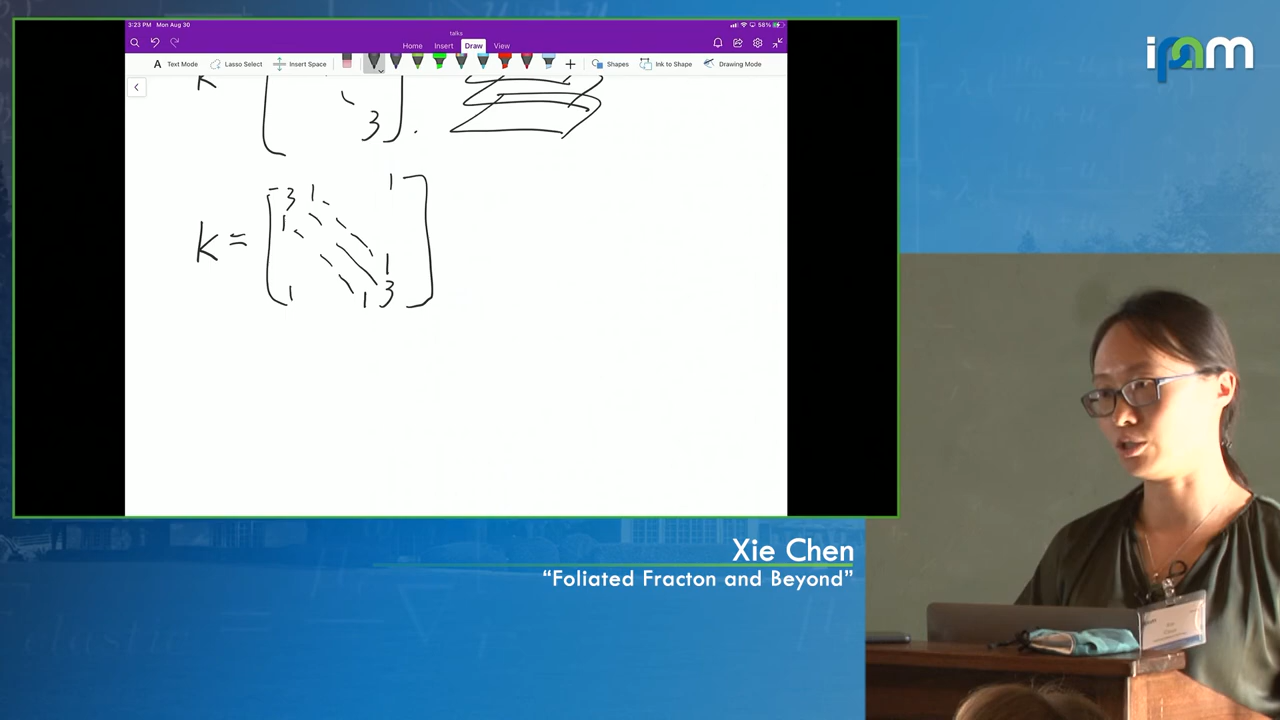 3:23 PM Mon Aug 30
58%
talks
Home Insert Draw View
Text Mode Lasso Select Insert Space Shapes Ink to Shape Drawing Mode
K
3 .
1
3 1
1
K =
1
1 1 3
ipam
Xie Chen
“Foliated Fracton and Beyond”